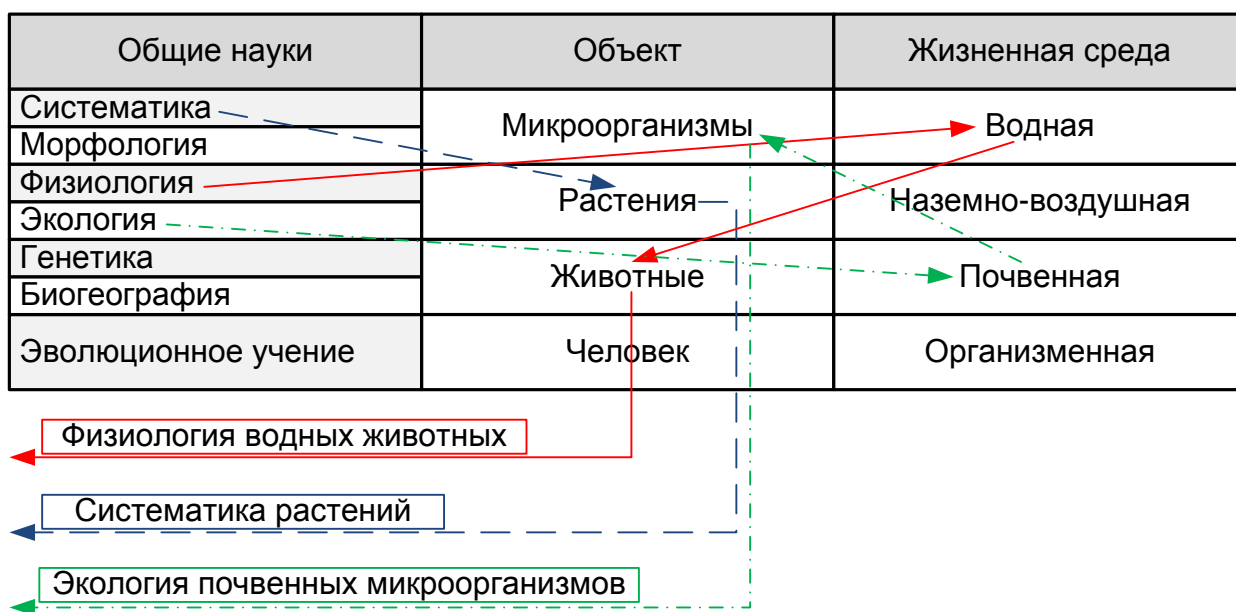 Общие науки
Объект
Жизненная среда
Систематика
Морфология
Микроорганизмы
Водная
Физиология
Экология
Растения
Наземно-воздушная
Генетика
Биогеография
Животные
Почвенная
Эволюционное учение
Человек
Организменная
Физиология водных животных
Систематика растений
Экология почвенных микроорганизмов